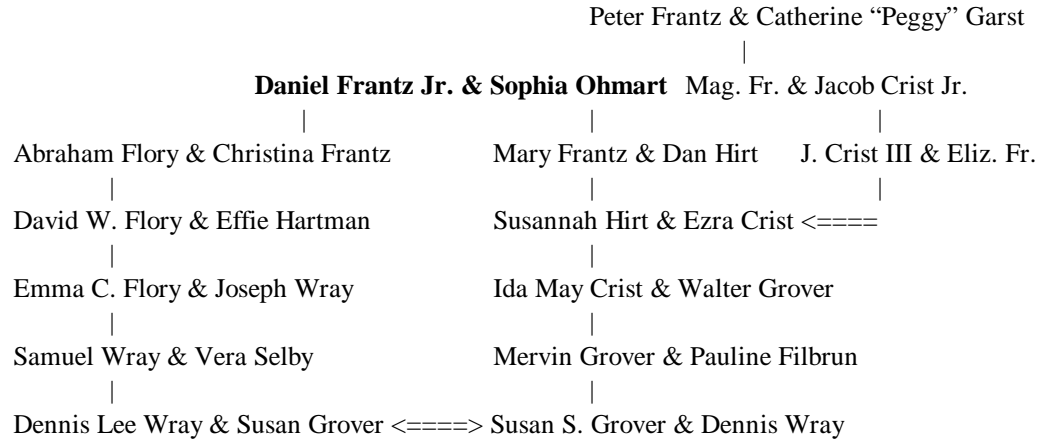 Peter Frantz & Catherine “Peggy” Garst
|
Daniel Frantz Jr. & Sophia Ohmart Mag. Fr. & Jacob Crist Jr.
| | |
Abraham Flory & Christina Frantz Mary Frantz & Dan Hirt J. Crist III & Eliz. Fr.
| | |
David W. Flory & Effie Hartman Susannah Hirt & Ezra Crist <====
| |
Emma C. Flory & Joseph Wray Ida May Crist & Walter Grover
| |
Samuel Wray & Vera Selby Mervin Grover & Pauline Filbrun
| |
Dennis Lee Wray & Susan Grover <====> Susan S. Grover & Dennis Wray